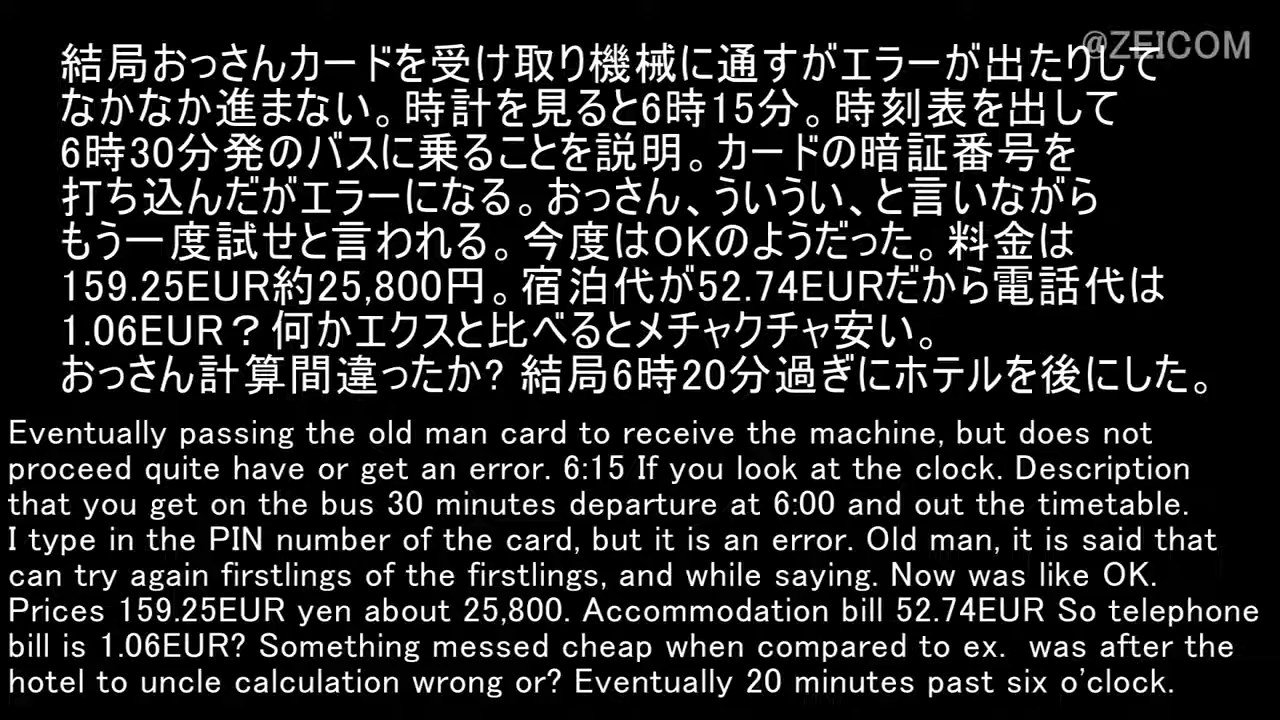 @ZEICOM
結局おっさんカードを受け取り機械に通すがエラーが出たりして
なかなか進まない。時計を見ると6時15分。時刻表を出して
6時30分発のバスに乗ることを説明。カードの暗証番号を
打ち込んだがエラーになる。おっさん、ういうい、と言いながら
もう一度試せと言われる。今度はOKのようだった。料金は
159.25EUR約25,800円。宿泊代が52.74EURだから電話代は
1.06EUR？何かエクスと比べるとメチャクチャ安い。
おっさん計算間違ったか? 結局6時20分過ぎにホテルを後にした。
Eventually passing the old man card to receive the machine, but does not
proceed quite have or get an error. 6:15 If you look at the clock. Description
that you get on the bus 30 minutes departure at 6:00 and out the timetable.
I type in the PIN number of the card, but it is an error. Old man, it is said that
can try again firstlings of the firstlings, and while saying. Now was like OK.
Prices 159.25EUR yen about 25,800. Accommodation bill 52.74EUR So telephone
bill is 1.06EUR? Something messed cheap when compared to ex.  was after the
hotel to uncle calculation wrong or? Eventually 20 minutes past six o'clock.